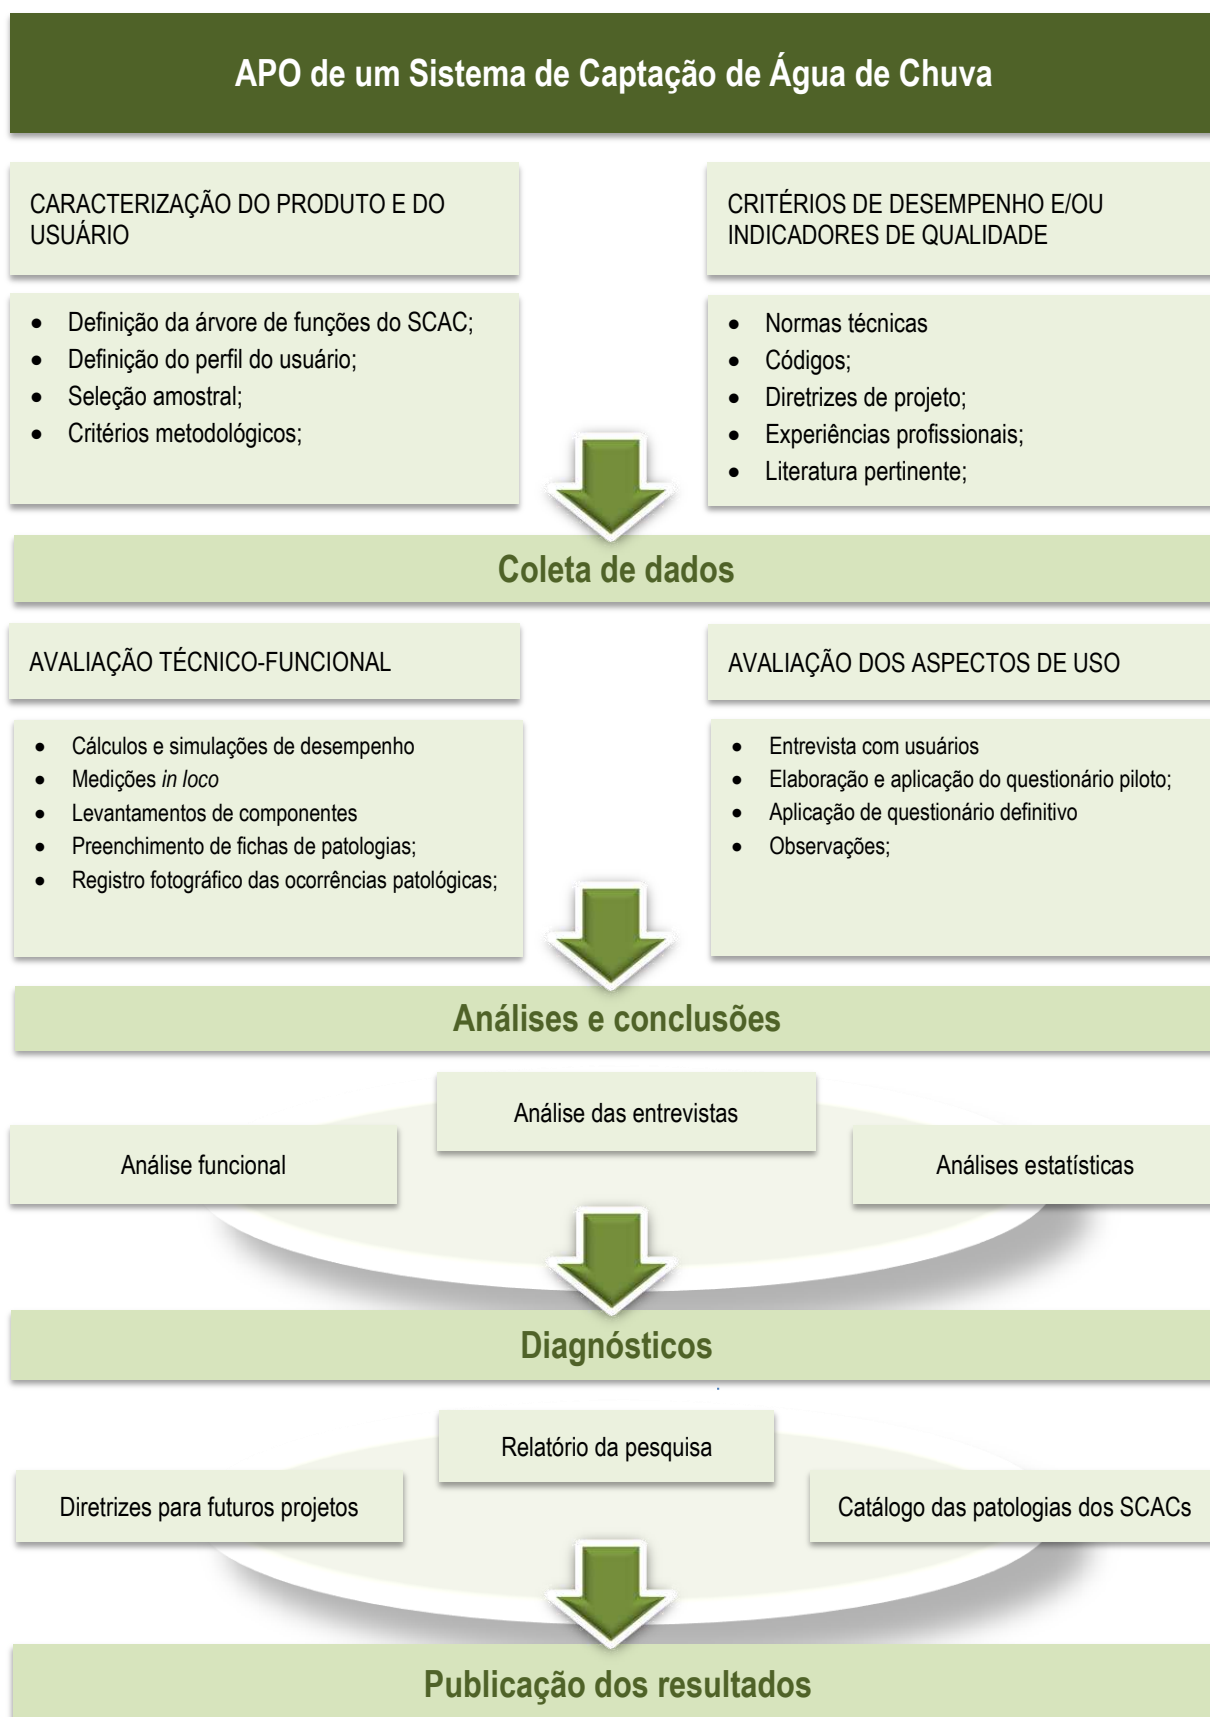 APO de um Sistema de Captação de Água de Chuva
CARACTERIZAÇÃO DO PRODUTO E DO
USUÁRIO
• Definição da árvore de funções do SCAC;
• Definição do perfil do usuário;
• Seleção amostral;
• Critérios metodológicos;
CRITÉRIOS DE DESEMPENHO E/OU
INDICADORES DE QUALIDADE
• Normas técnicas
• Códigos;
• Diretrizes de projeto;
• Experiências profissionais;
• Literatura pertinente;
Coleta de dados
AVALIAÇÃO TÉCNICO-FUNCIONAL
• Cálculos e simulações de desempenho
• Medições in loco
• Levantamentos de componentes
• Preenchimento de fichas de patologias;
• Registro fotográfico das ocorrências patológicas;
AVALIAÇÃO DOS ASPECTOS DE USO
• Entrevista com usuários
• Elaboração e aplicação do questionário piloto;
• Aplicação de questionário definitivo
• Observações;
Análises e conclusões
Análise das entrevistas
Análise funcional
Análises estatísticas
Diagnósticos
Relatório da pesquisa
Diretrizes para futuros projetos
Catálogo das patologias dos SCACs
Publicação dos resultados